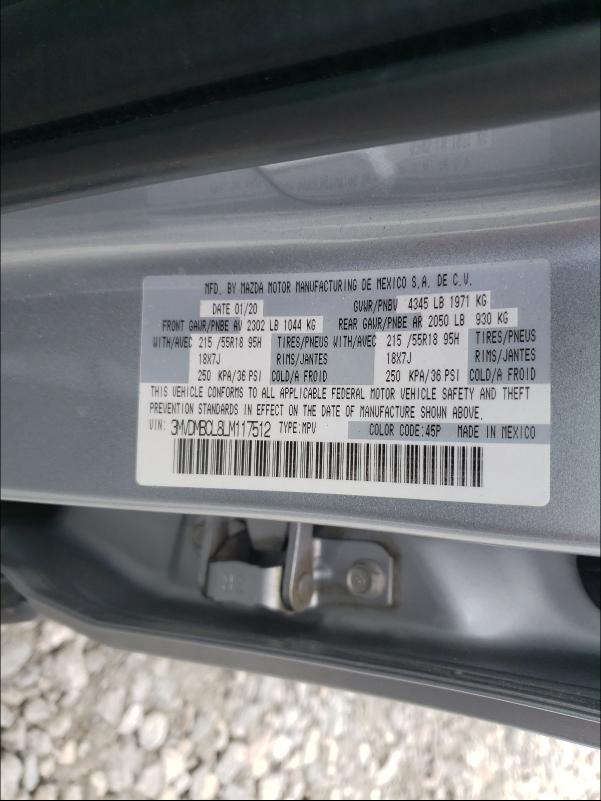 MFD. BY MAZDA MOTOR MANUFACTURING DE MEXICO S.A. DE C.V.
DATE 01/20 GVWR/PNBV 4345 LB 1971 KG
FRONT GAWR/PNBE AV 2302 LB 1044 KG REAR GAWR/PNBE AR 2050 LB 930 KG
WITH/AVEC 215 /55R18 95H TIRES/PNEUS WITH/AVEC 215 /55R18 95H TIRES/PNEUS
18X7J RIMS/JANTES 18X7J RIMS/JANTES
250 KPA/36 PSI COLD/A FROID 250 KPA/36 PSI COLD/A FROID
THIS VEHICLE CONFORMS TO ALL APPLICABLE FEDERAL MOTOR VEHICLE SAFETY AND THEFT
PREVENTION STANDARDS IN EFFECT ON THE DATE OF MANUFACTURE SHOWN ABOVE.
VIN: 3MVDMBCL8LM117512 TYPE:MPV COLOR CODE:45P MADE IN MEXICO